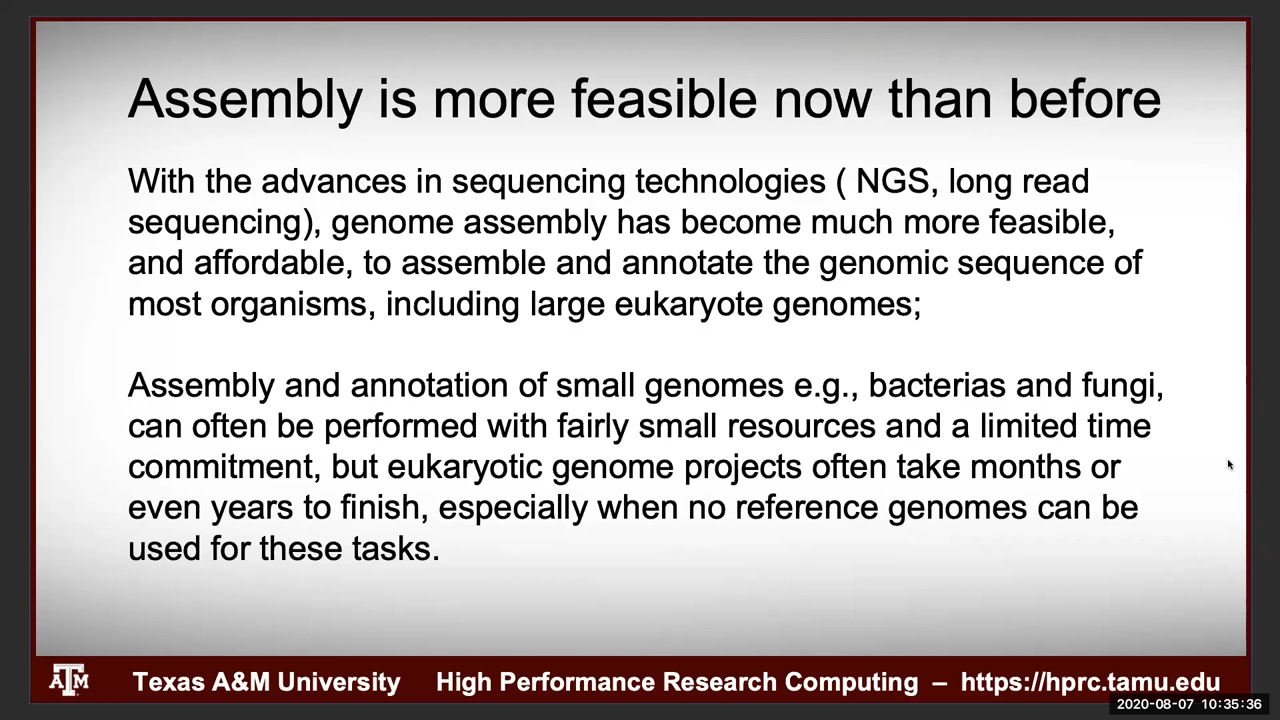 Assembly is more feasible now than before
With the advances in sequencing technologies ( NGS, long read
sequencing), genome assembly has become much more feasible,
and affordable, to assemble and annotate the genomic sequence of
most organisms, including large eukaryote genomes;
Assembly and annotation of small genomes e.g., bacterias and fungi,
can often be performed with fairly small resources and a limited time
commitment, but eukaryotic genome projects often take months or
even years to finish, especially when no reference genomes can be
used for these tasks.
ATM Texas A&M University High Performance Research Computing – https://hprc.tamu.edu
2020-08-07 10:35:36